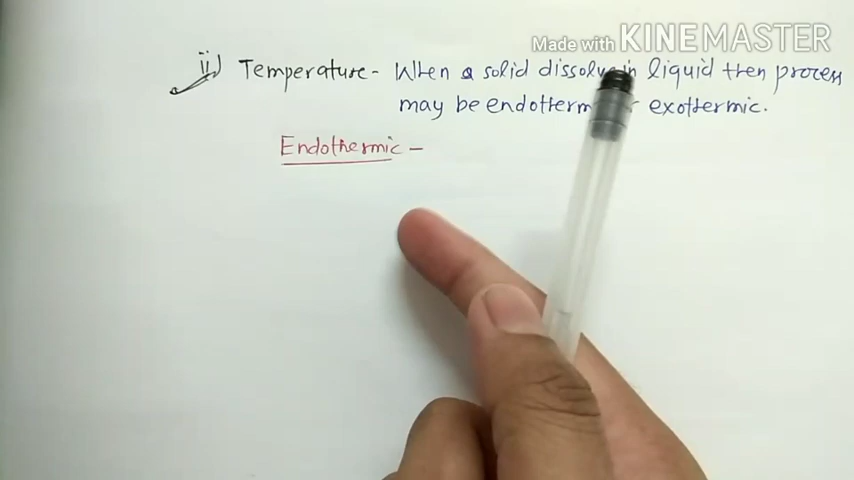 Made with KINEMASTER
ii) Temperature - When a solid dissolve in liquid then process
may be endotherm exothermic.
Endothermic -